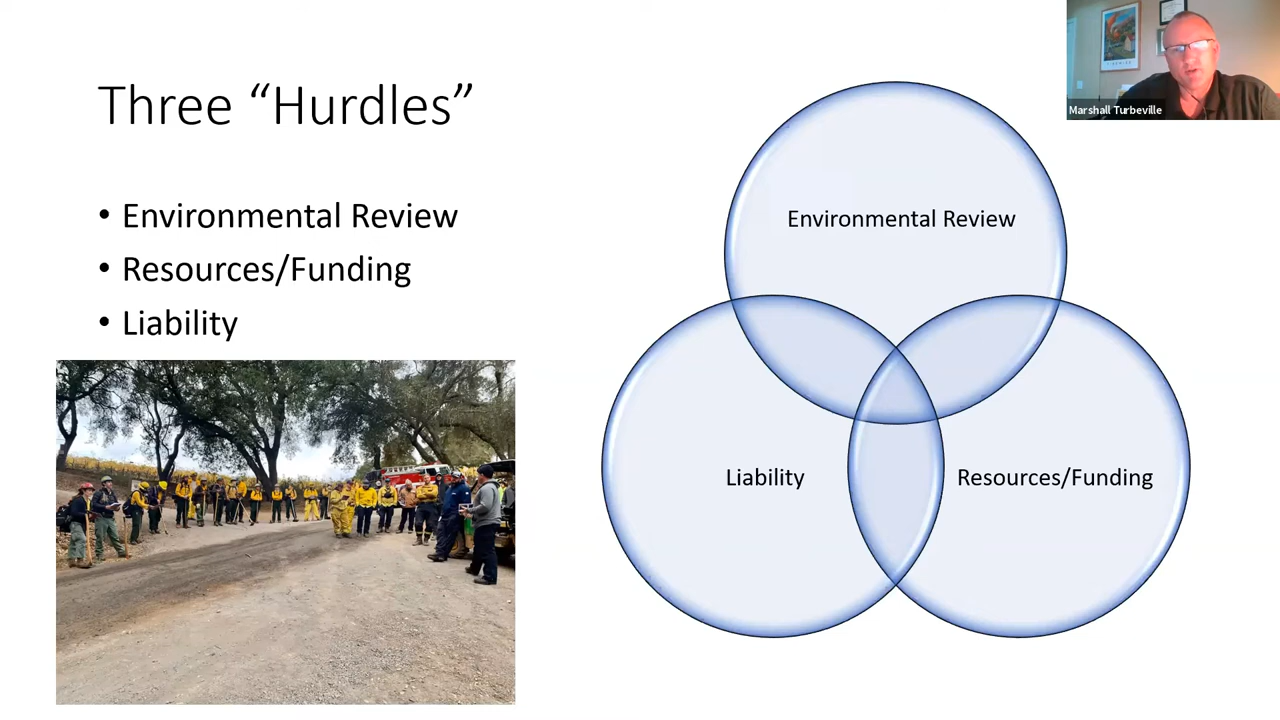 Three “Hurdles”
• Environmental Review
• Resources/Funding
• Liability
Environmental Review
Liability
Resources/Funding
Marshall Turbeville